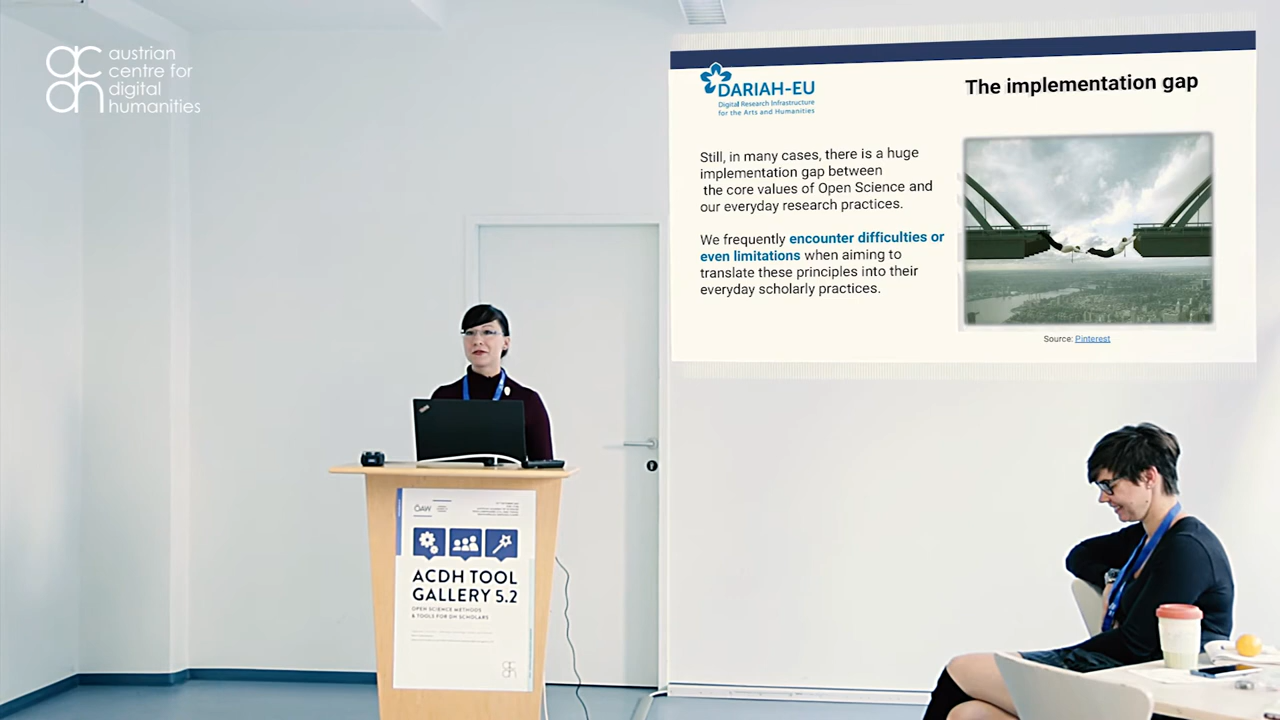 austrian
centre for
digital
humanities
DARIAH-EU
Digital Research Infrastructure
for the Arts and Humanities
The implementation gap
Still, in many cases, there is a huge
implementation gap between
the core values of Open Science and
our everyday research practices.
We frequently encounter difficulties or
even limitations when aiming to
translate these principles into their
everyday scholarly practices.
Source: Pinterest
ÖAW
ACDH TOOL
GALLERY 5.2
OPEN SCIENCE METHODS
& TOOLS FOR DH SCHOLARS